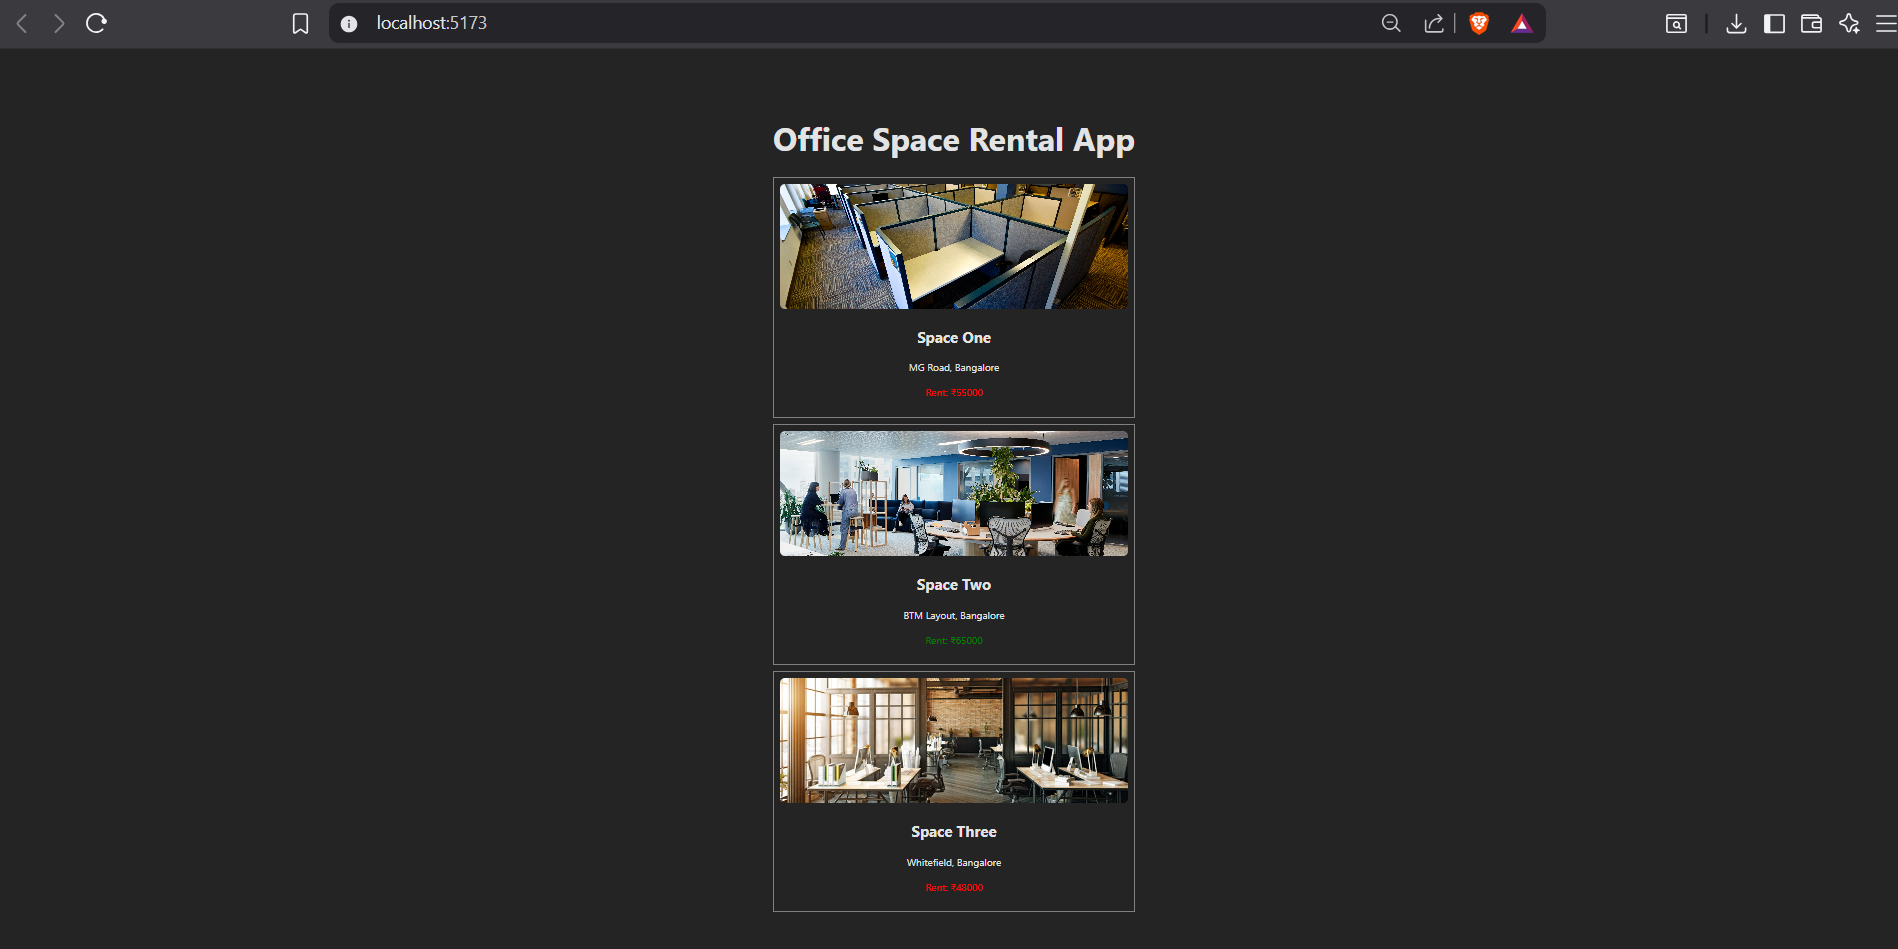 localhost:5173
Office Space Rental App
Space One
MG Road, Bangalore
Rent: ₹55000
Space Two
BTM Layout, Bangalore
Rent: ₹65000
Space Three
Whitefield, Bangalore
Rent: ₹48000